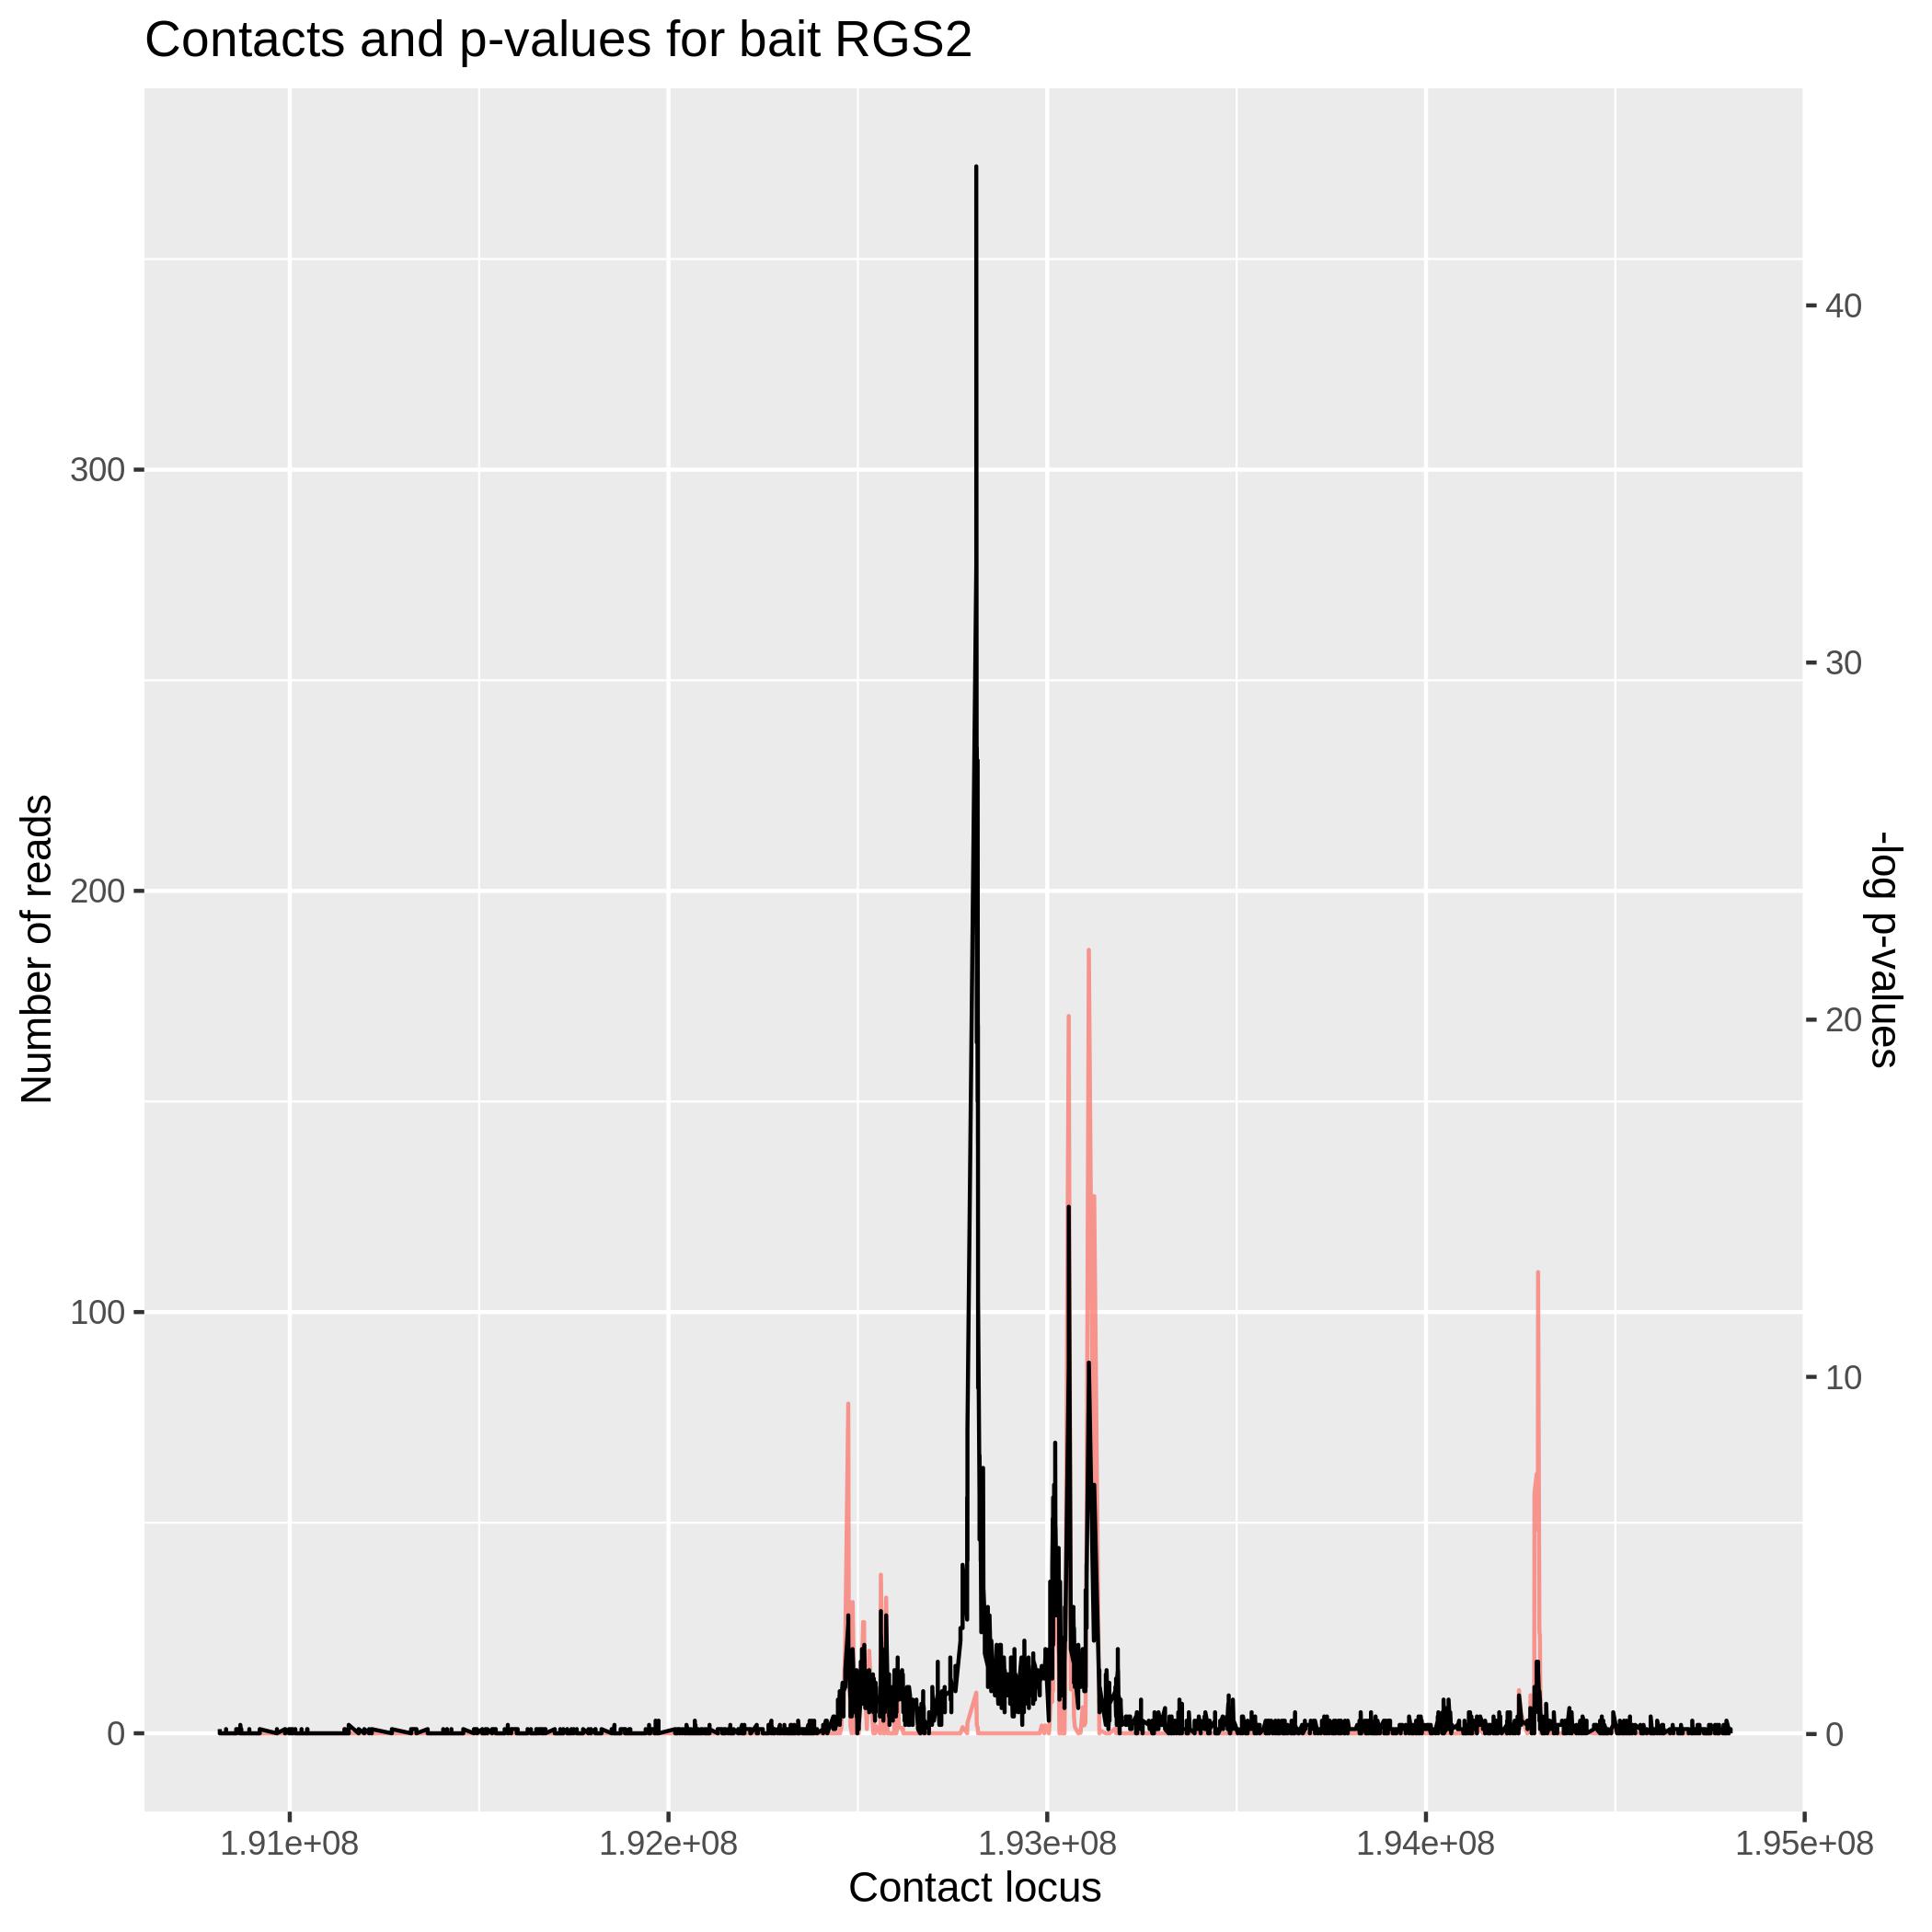 Contacts and p-values for bait RGS2
Number of reads
300
200
100
0
40
30
20
10
0
-log p-values
1.91e+08
1.92e+08
1.93e+08
1.94e+08
1.95e+08
Contact locus